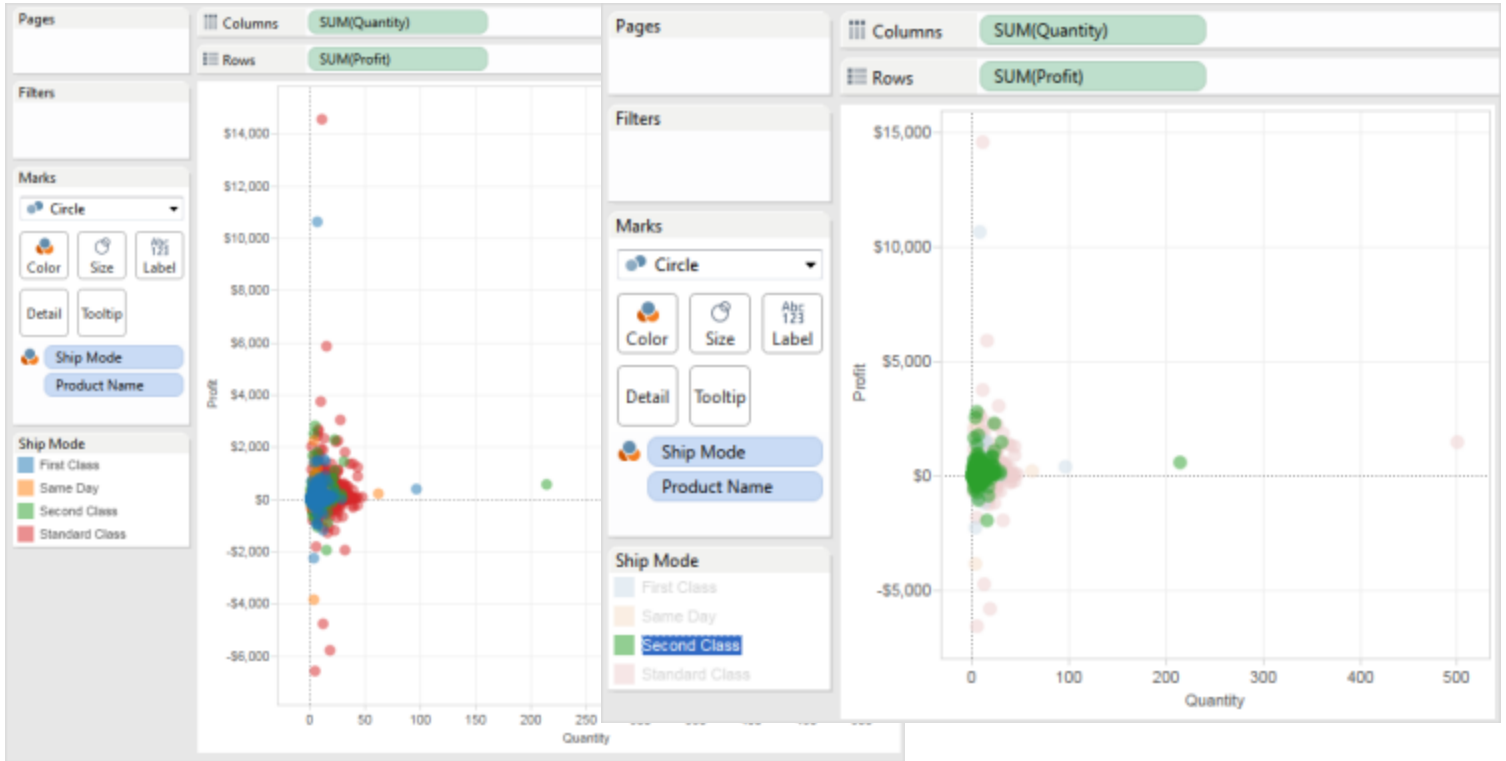 Pages
Columns SUM(Quantity)
Rows SUM(Profit)
Filters
Marks
Circle
Color Size Abc 123 Label
Detail Tooltip
Ship Mode
Product Name
Ship Mode
First Class
Same Day
Second Class
Standard Class
$14,000
$12,000
$10,000
$8,000
$6,000
$4,000
$2,000
$0
-$2,000
-$4,000
-$6,000
Profit
0 50 100 150 200 250
Quantity
Pages
Columns SUM(Quantity)
Rows SUM(Profit)
Filters
Marks
Circle
Color Size Abc 123 Label
Detail Tooltip
Ship Mode
Product Name
Ship Mode
First Class
Same Day
Second Class
Standard Class
$15,000
$10,000
$5,000
$0
-$5,000
Profit
0 100 200 300 400 500
Quantity